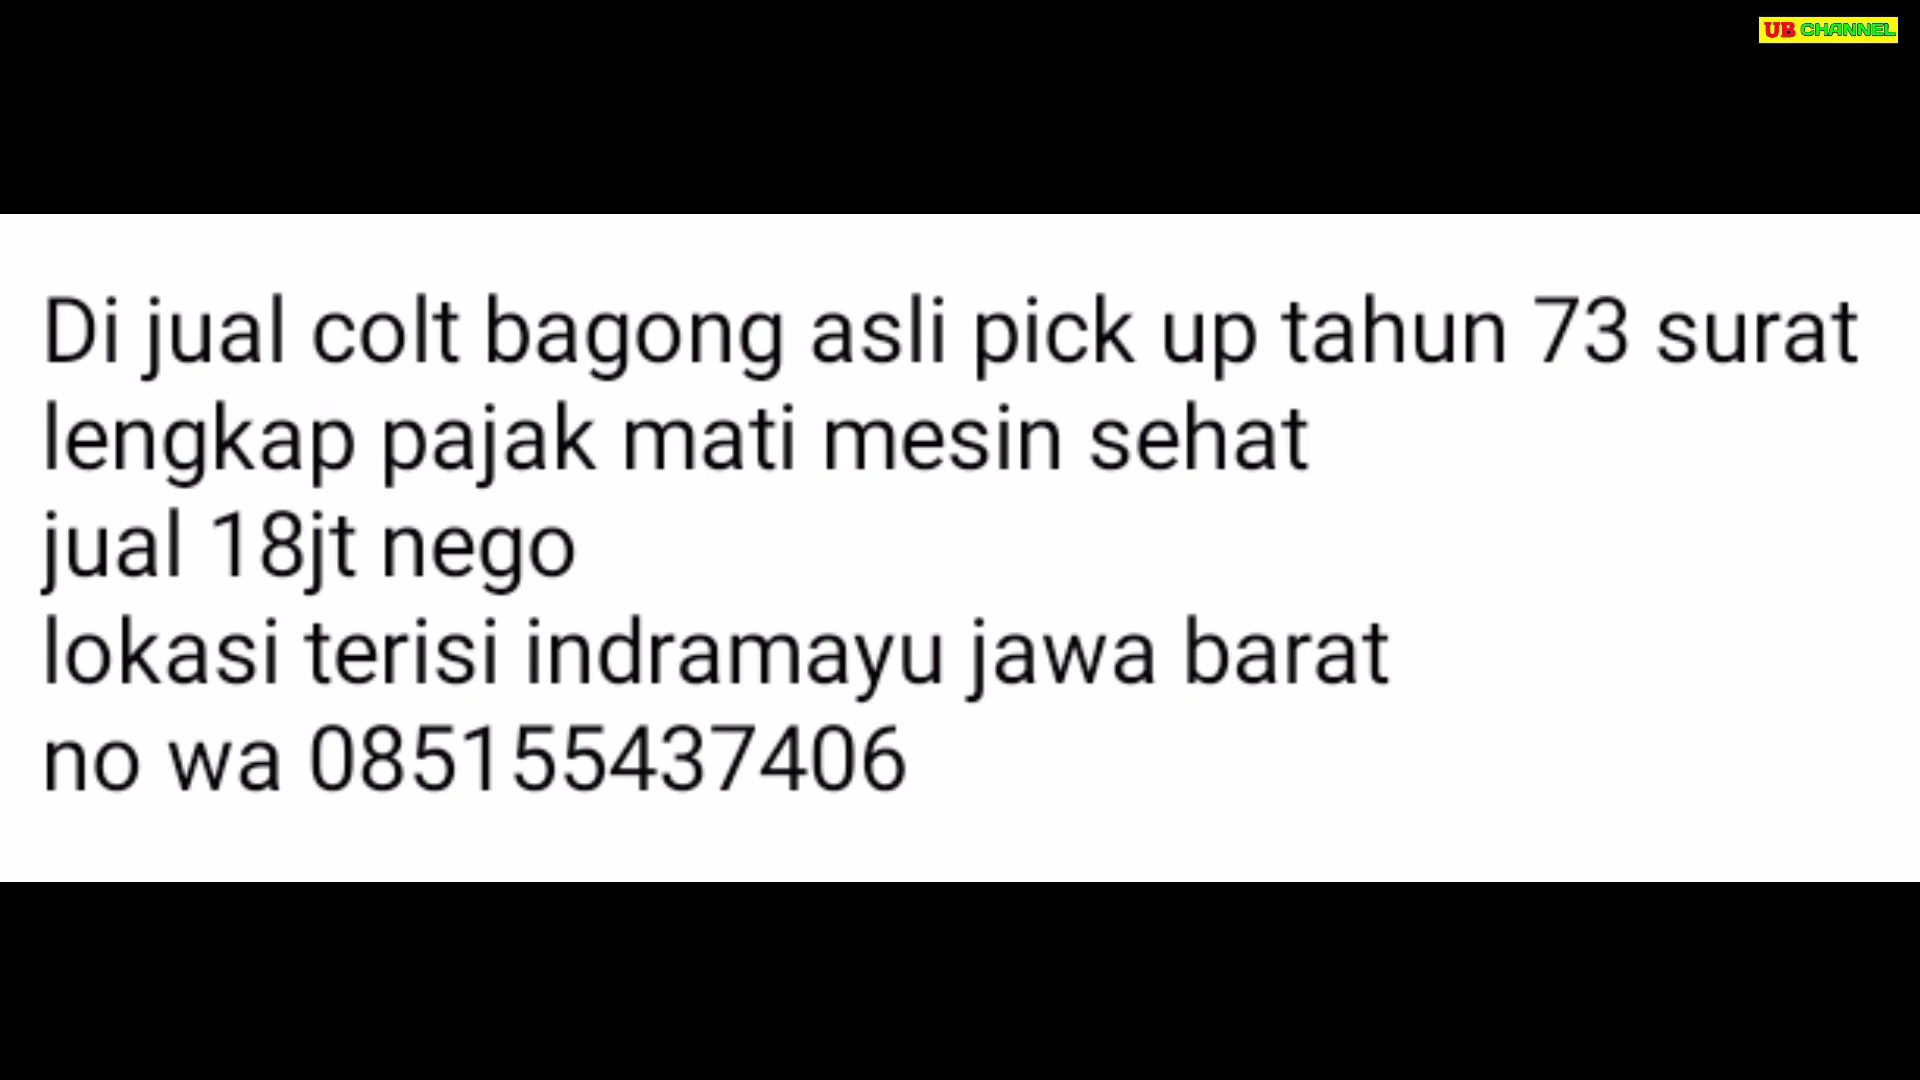 UB CHANNEL
Di jual colt bagong asli pick up tahun 73 surat
lengkap pajak mati mesin sehat
jual 18jt nego
lokasi terisi indramayu jawa barat
no wa 085155437406